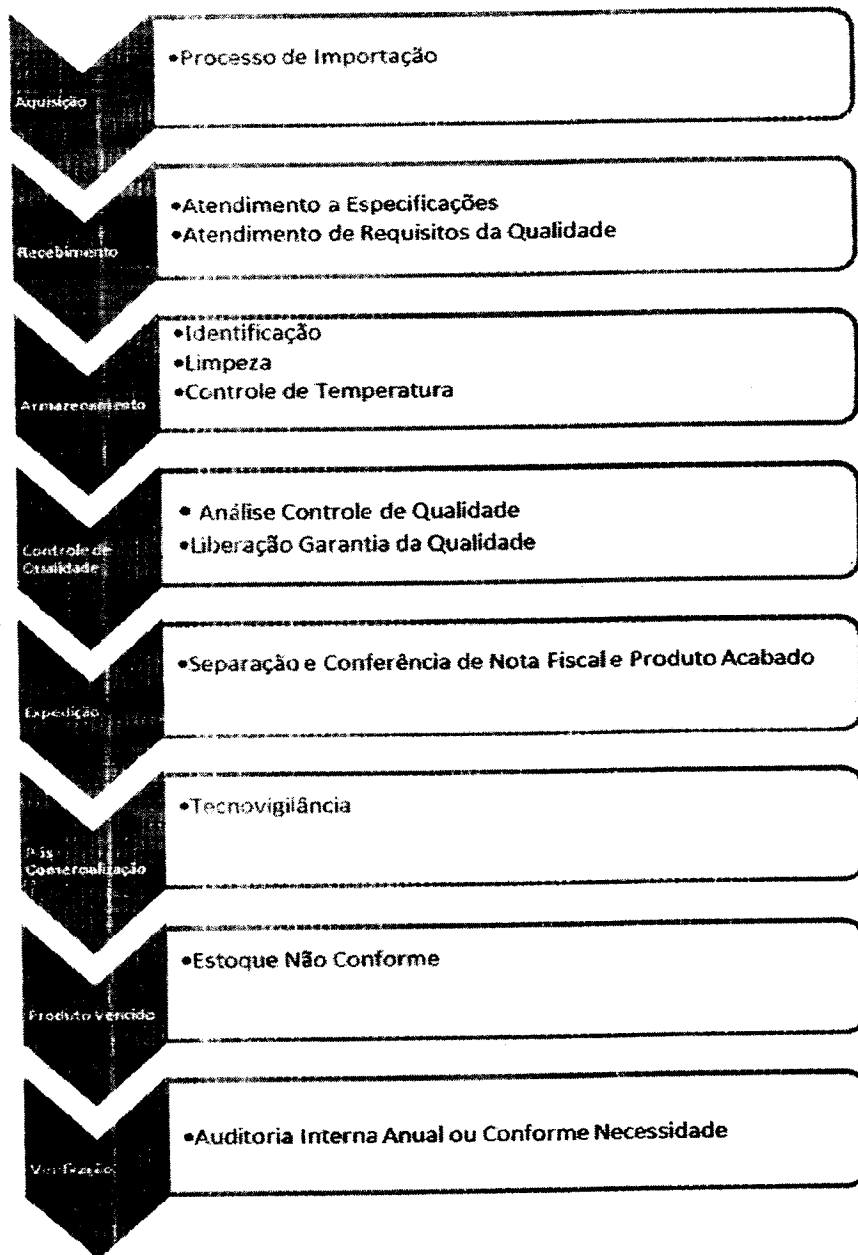 Aquisição
•Processo de Importação
Recebimento
•Atendimento a Especificações
•Atendimento de Requisitos da Qualidade
Armazenamento
•Identificação
•Limpeza
•Controle de Temperatura
Controle de
Qualidade
• Análise Controle de Qualidade
•Liberação Garantia da Qualidade
Expedição
•Separação e Conferência de Nota Fiscal e Produto Acabado
Pós
Comercialização
•Tecnovigilância
Produto Vencido
•Estoque Não Conforme
Verificação
•Auditoria Interna Anual ou Conforme Necessidade